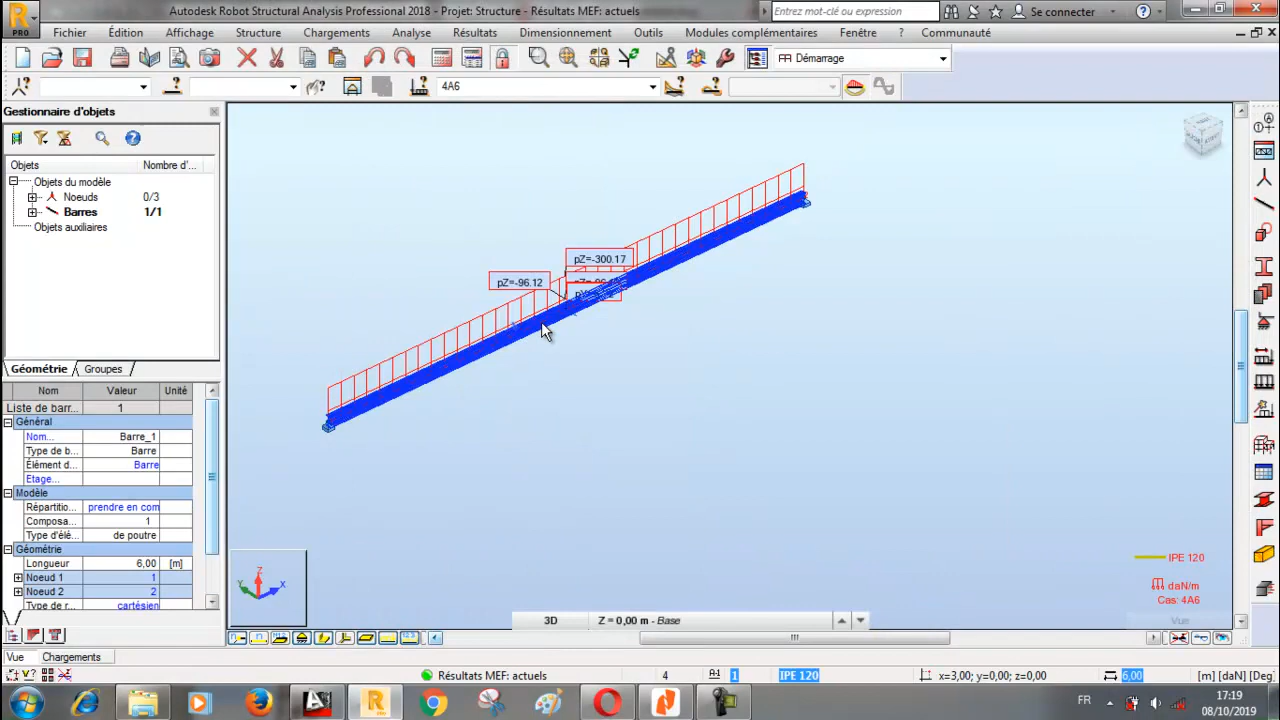 PRO
Autodesk Robot Structural Analysis Professional 2018 - Projet: Structure - Résultats MEF: actuels
Entrez mot-clé ou expression
Se connecter
Fichier Édition Affichage Structure Chargements Analyse Résultats Dimensionnement Outils Modules complémentaires Fenêtre ? Communauté
Démarrage
4A6
Gestionnaire d'objets
Objets Nombre d'...
Objets du modèle
Noeuds 0/3
Barres 1/1
Objets auxiliaires
Géométrie Groupes
Nom Valeur Unité
Liste de barr... 1
Général
Nom... Barre_1
Type de b... Barre
Élément d... Barre
Etage...
Modèle
Répartitio... prendre en com
Composa... 1
Type d'élé... de poutre
Géométrie
Longueur 6,00 [m]
Noeud 1 1
Noeud 2 2
Type de r... cartésien
pZ=-300.17
pZ=-96.12
Z
Y X
IPE 120
daN/m
Cas: 4A6
3D Z = 0,00 m - Base
Vue
Vue Chargements
Résultats MEF: actuels 4 1 IPE 120 x=3,00; y=0,00; z=0,00 6,00 [m] [daN] [Deg]
FR
17:19
08/10/2019